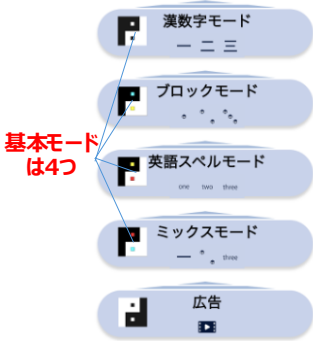 漢数字モード
一 二 三
ブロックモード
基本モード
は4つ
英語スペルモード
one two three
ミックスモード
一 three
広告